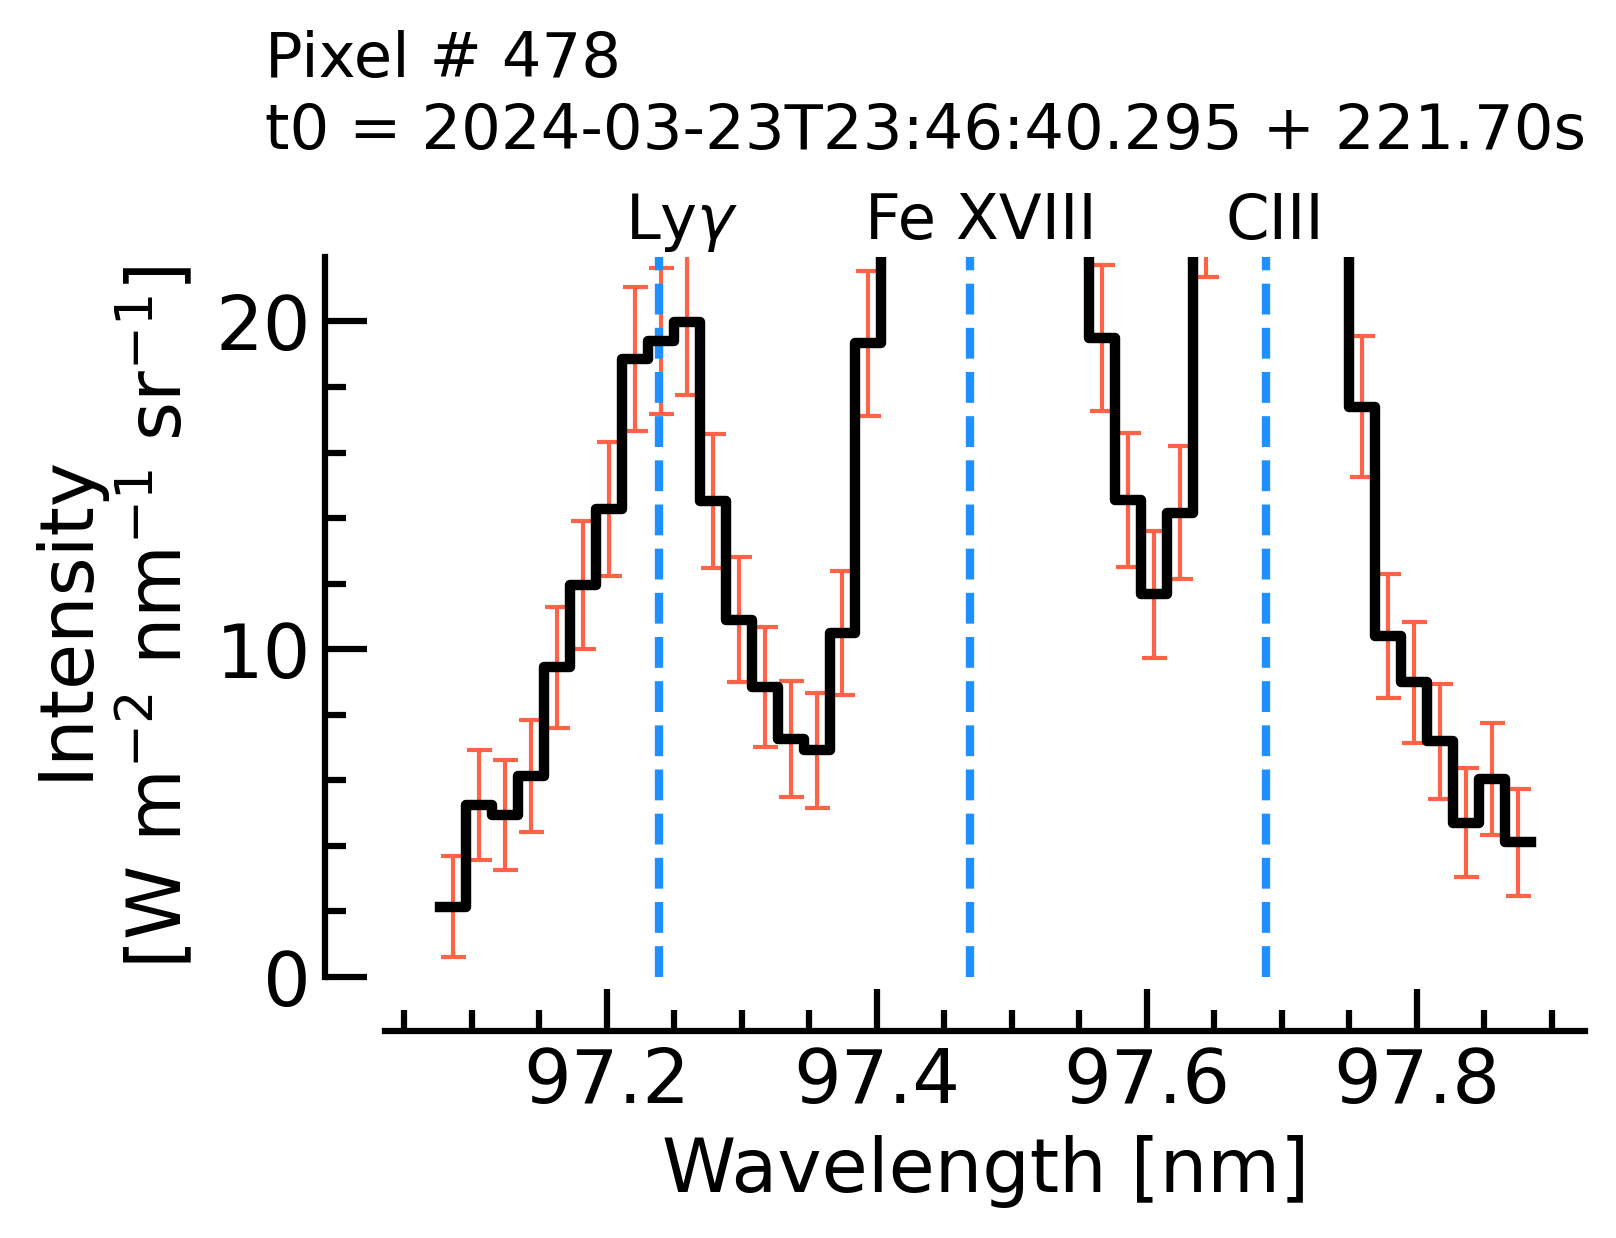 Pixel # 478
t0 = 2024-03-23T23:46:40.295 + 221.70s
Lyγ Fe XVIII CIII
Intensity
[W m⁻² nm⁻¹ sr⁻¹]
20
10
0
97.2 97.4 97.6 97.8
Wavelength [nm]